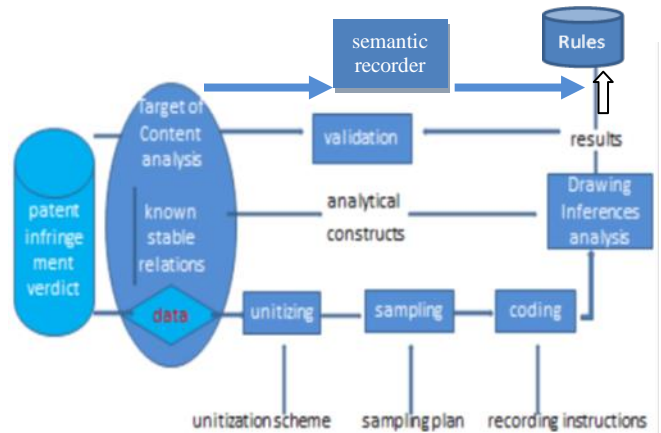 semantic
recorder
Rules
Target of
Content
analysis
validation
results
patent
infringe
ment
verdict
known
stable
relations
analytical
constructs
Drawing
Inferences
analysis
data
unitizing
sampling
coding
unitization scheme
sampling plan
recording instructions